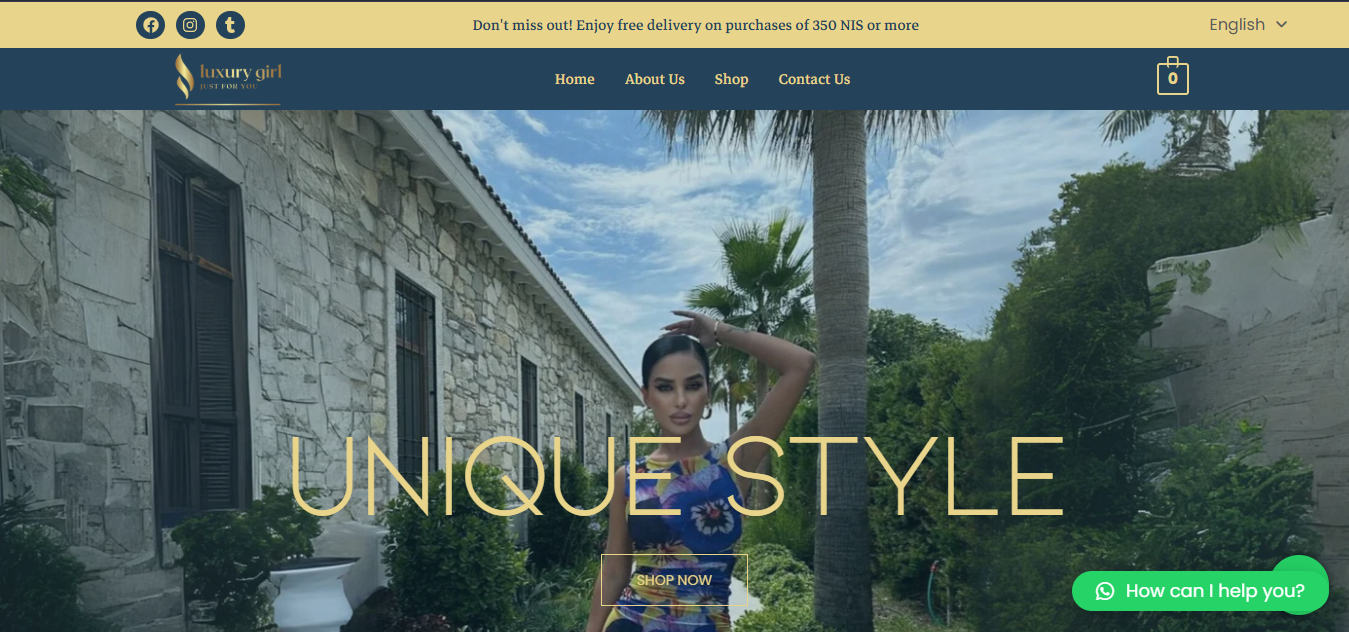 Don't miss out! Enjoy free delivery on purchases of 350 NIS or more
English
luxury girl
JUST FOR YOU
Home
About Us
Shop
Contact Us
0
UNIQUE STYLE
SHOP NOW
How can I help you?